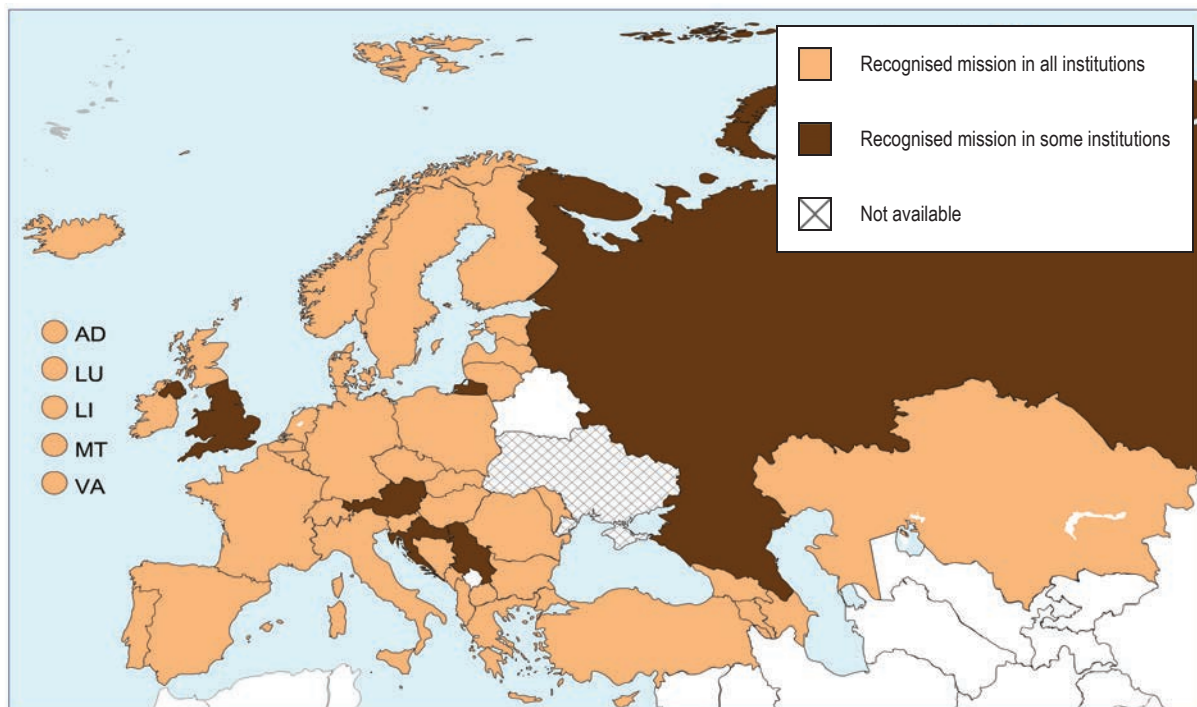 Recognised mission in all institutions
Recognised mission in some institutions
Not available
AD
LU
LI
MT
VA